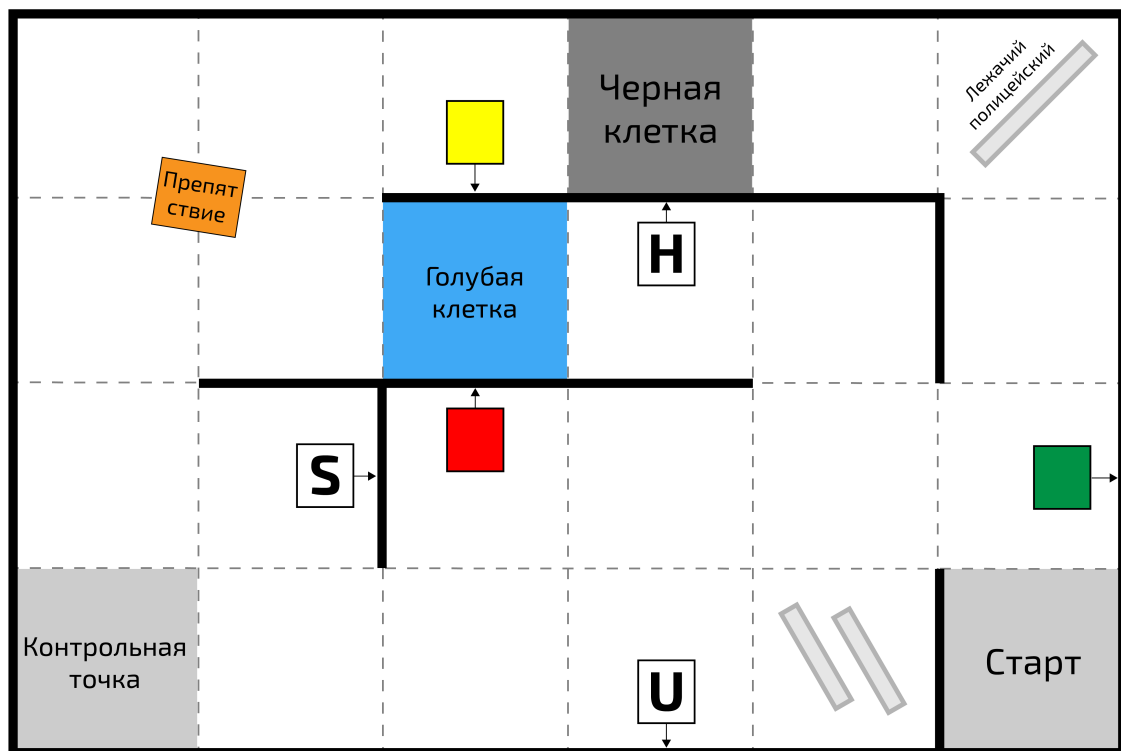 Черная
клетка
Лежачий
полицейский
Препят
ствие
H
Голубая
клетка
S
Контрольная
точка
U
Старт